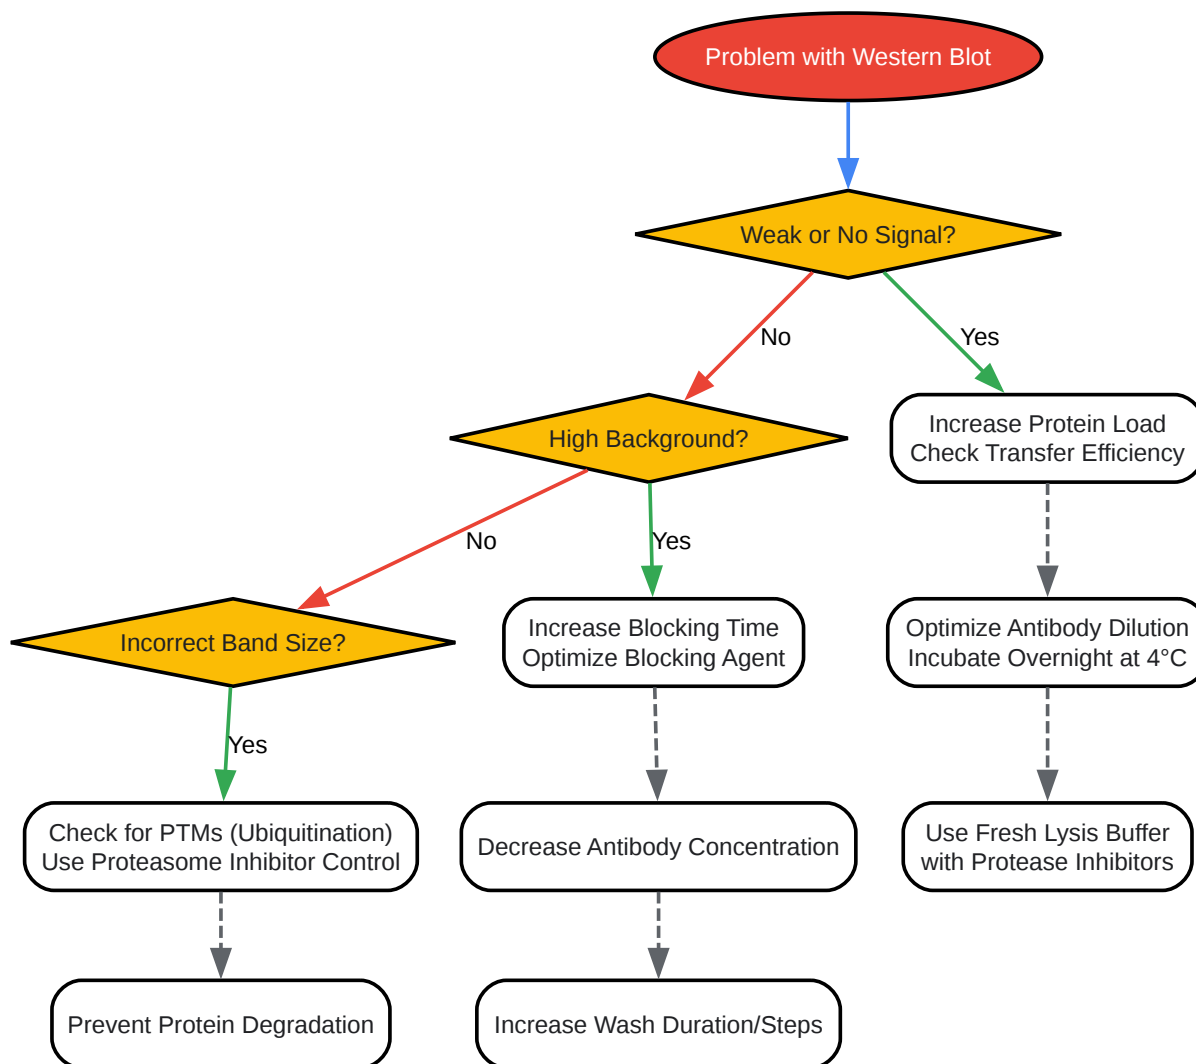 Problem with Western Blot
Weak or No Signal?
No
Yes
High Background?
Increase Protein Load
Check Transfer Efficiency
No
Yes
Incorrect Band Size?
Increase Blocking Time
Optimize Blocking Agent
Optimize Antibody Dilution
Incubate Overnight at 4°C
Yes
Check for PTMs (Ubiquitination)
Use Proteasome Inhibitor Control
Decrease Antibody Concentration
Use Fresh Lysis Buffer
with Protease Inhibitors
Prevent Protein Degradation
Increase Wash Duration/Steps